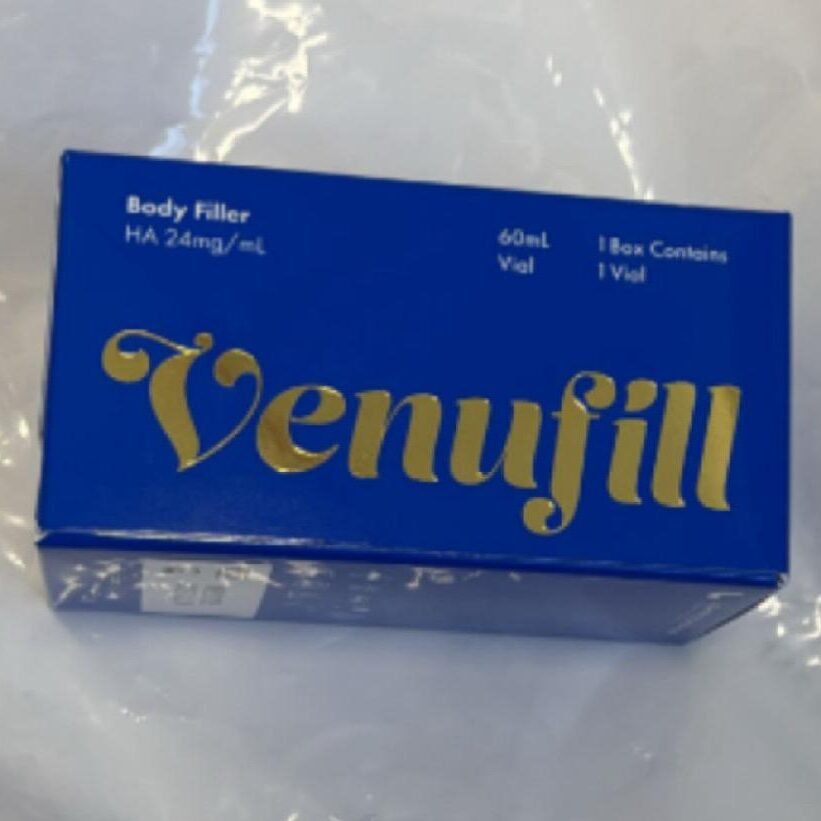 Body Filler
HA 24mg/mL
60mL
Vial
1 Box Contains
1 Vial
Venufill